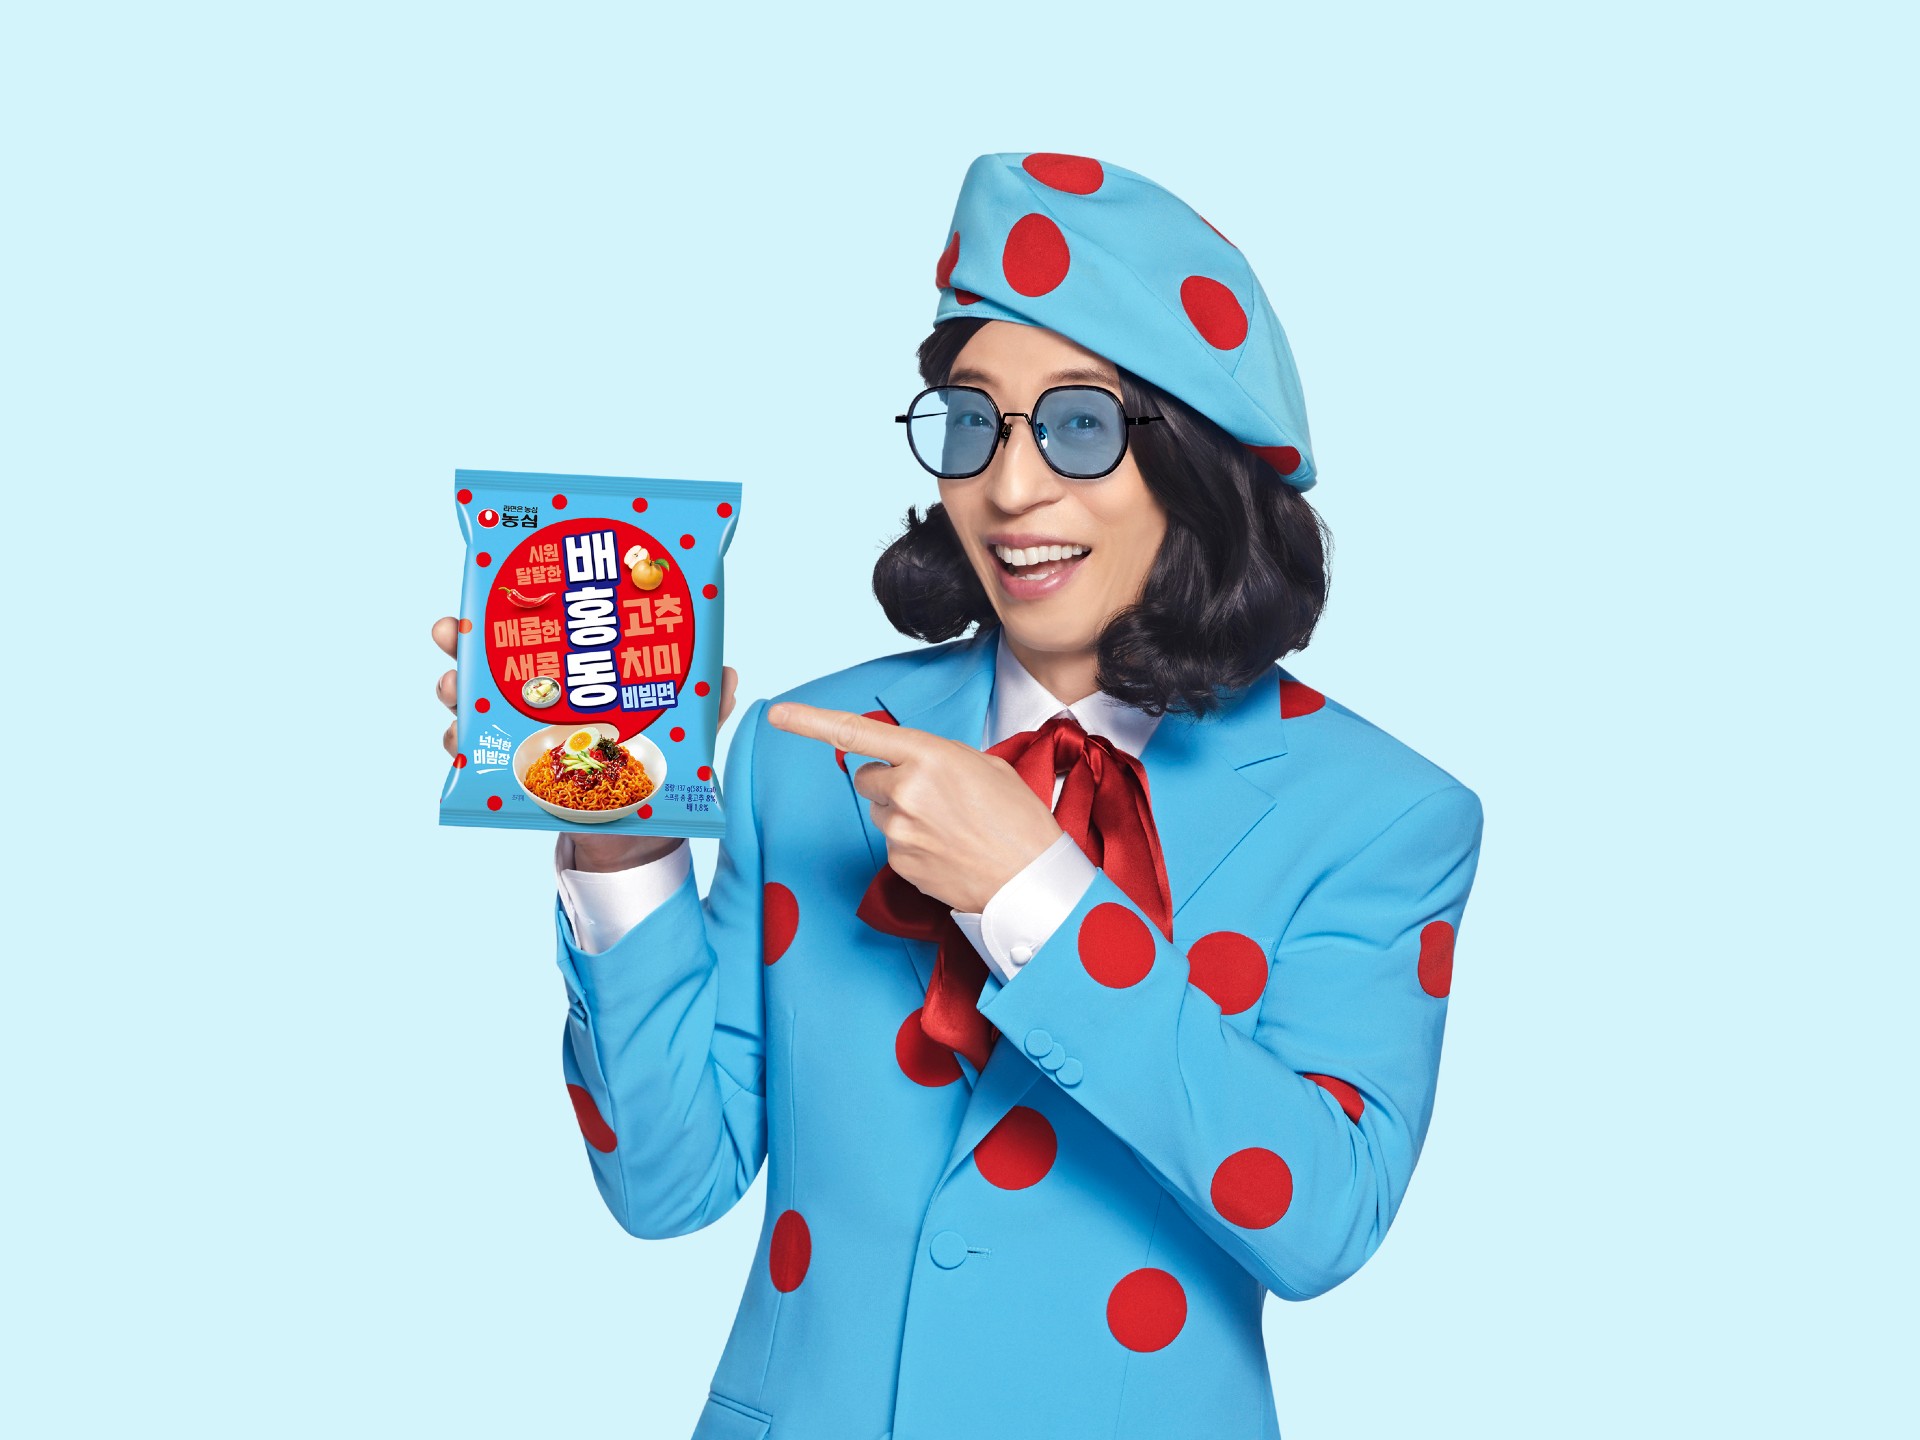 라면은 농심
농심
시원 배
달달한
매콤한 홍 고추
새콤 동 치미
비빔면
넉넉한
비빔장
중량 137 g(585 kcal)
스프류 중 홍고추 8%,
배 1.8%